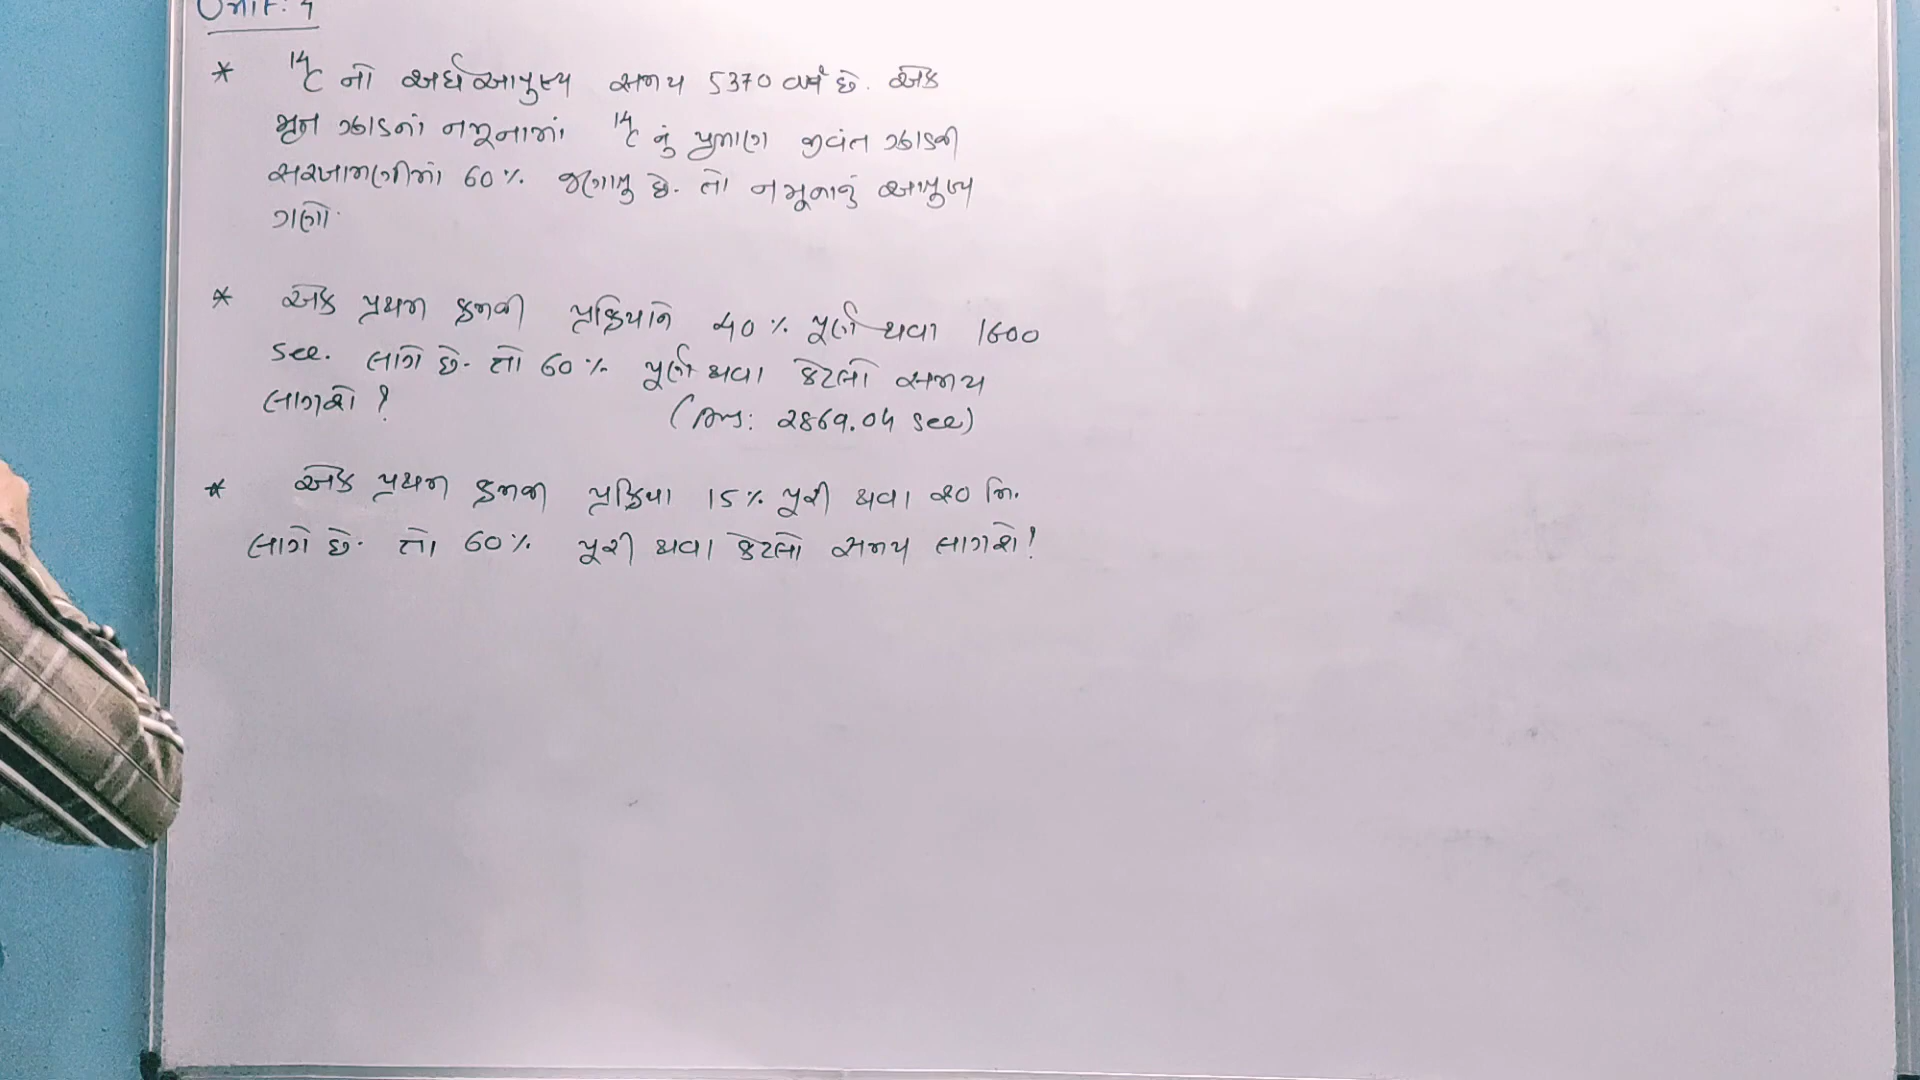 Unit: 4
* ¹⁴C નો અર્ધઆયુષ્ય સમય 5370 વર્ષ છે. એક
મૃત ઝાડનાં નમૂનામાં ¹⁴C નું પ્રમાણ જીવંત ઝાડની
સરખામણીમાં 60% જણાયુ છે. તો નમૂનાનું આયુષ્ય
ગણો.
* એક પ્રથમ ક્રમની પ્રક્રિયાને 40% પૂર્ણ થવા 1600
sec. લાગે છે. તો 60% પૂર્ણ થવા કેટલો સમય
લાગશે ?
(Ans: 2869.04 sec)
* એક પ્રથમ ક્રમની પ્રક્રિયા 15% પૂરી થવા 20 મિ.
લાગે છે. તો 60% પૂરી થવા કેટલો સમય લાગશે?